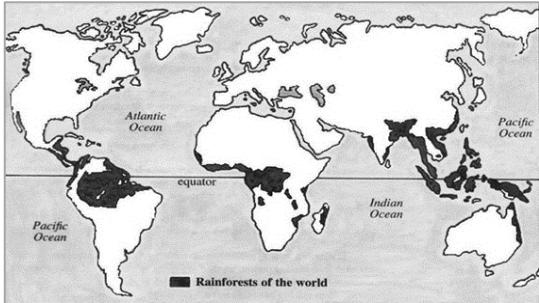 Atlantic
Ocean
Pacific
Ocean
equator
Pacific
Ocean
Indian
Ocean
Rainforests of the world